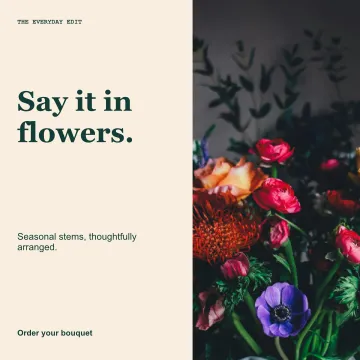 THE EVERYDAY EDIT
Say it in
flowers.
Seasonal stems, thoughtfully
arranged.
Order your bouquet